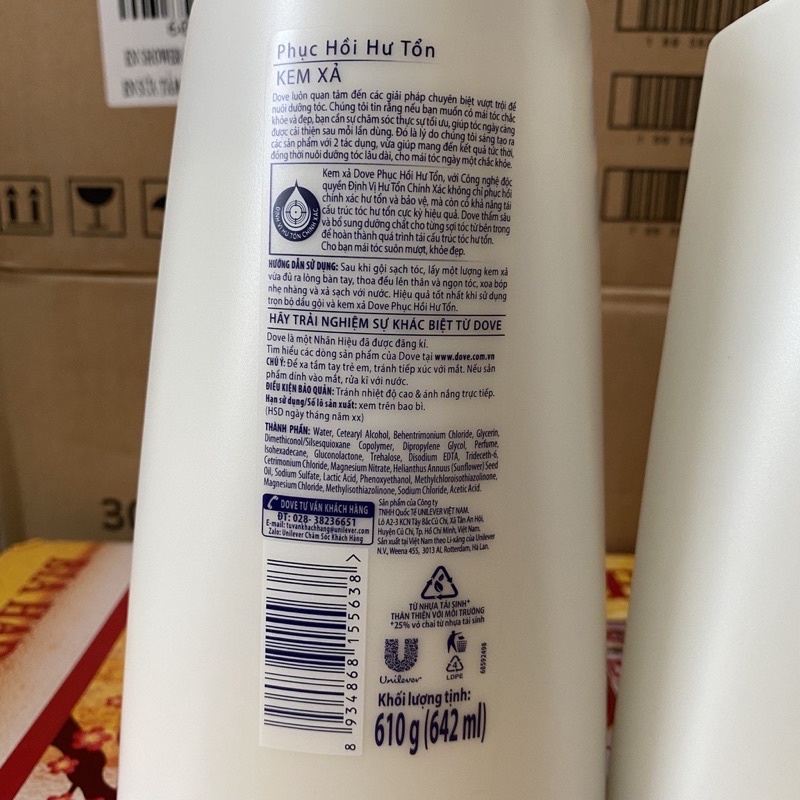 Phục Hồi Hư Tổn
KEM XẢ
Dove luôn quan tâm đến các giải pháp chuyên biệt vượt trội để
nuôi dưỡng tóc. Chúng tôi tin rằng nếu bạn muốn có mái tóc chắc
khỏe và đẹp, bạn cần sự chăm sóc thực sự tối ưu, giúp tóc ngày càng
được cải thiện sau mỗi lần dùng. Đó là lý do chúng tôi sáng tạo ra
các sản phẩm với 2 tác dụng, vừa giúp mang đến kết quả tức thời,
đồng thời nuôi dưỡng tóc lâu dài, cho mái tóc ngày một chắc khỏe.
ĐỊNH VỊ HƯ TỔN CHÍNH XÁC
Kem xả Dove Phục Hồi Hư Tổn, với Công nghệ độc
quyền Định Vị Hư Tổn Chính Xác không chỉ phục hồi
chính xác hư tổn và bảo vệ, mà còn có khả năng tái
cấu trúc tóc hư tổn cực kỳ hiệu quả. Dove thấm sâu
và bổ sung dưỡng chất cho từng sợi tóc từ bên trong
để hoàn thành quá trình tái cấu trúc tóc hư tổn.
Cho bạn mái tóc suôn mượt, khỏe đẹp.
HƯỚNG DẪN SỬ DỤNG: Sau khi gội sạch tóc, lấy một lượng kem xả
vừa đủ ra lòng bàn tay, thoa đều lên thân và ngọn tóc, xoa bóp
nhẹ nhàng và xả sạch với nước. Hiệu quả tốt nhất khi sử dụng
trọn bộ dầu gội và kem xả Dove Phục Hồi Hư Tổn.
HÃY TRẢI NGHIỆM SỰ KHÁC BIỆT TỪ DOVE
Dove là một Nhãn Hiệu đã được đăng kí.
Tìm hiểu các dòng sản phẩm của Dove tại www.dove.com.vn
CHÚ Ý: Để xa tầm tay trẻ em, tránh tiếp xúc với mắt. Nếu sản
phẩm dính vào mắt, rửa kĩ với nước.
ĐIỀU KIỆN BẢO QUẢN: Tránh nhiệt độ cao & ánh nắng trực tiếp.
Hạn sử dụng/Số lô sản xuất: xem trên bao bì.
(HSD ngày tháng năm xx)
THÀNH PHẦN: Water, Cetearyl Alcohol, Behentrimonium Chloride, Glycerin,
Dimethiconol/Silsesquioxane Copolymer, Dipropylene Glycol, Perfume,
Isohexadecane, Gluconolactone, Trehalose, Disodium EDTA, Trideceth-6,
Cetrimonium Chloride, Magnesium Nitrate, Helianthus Annuus (Sunflower) Seed
Oil, Sodium Sulfate, Lactic Acid, Phenoxyethanol, Methylchloroisothiazolinone,
Magnesium Chloride, Methylisothiazolinone, Sodium Chloride, Acetic Acid.
DOVE TƯ VẤN KHÁCH HÀNG
ĐT: 028- 38236651
E-mail: tuvankhachhang@unilever.com
Zalo: Unilever Chăm Sóc Khách Hàng
Sản phẩm của Công ty
TNHH Quốc Tế UNILEVER VIỆT NAM.
Lô A2-3 KCN Tây Bắc Củ Chi, Xã Tân An Hội,
Huyện Củ Chi, Tp. Hồ Chí Minh, Việt Nam.
Sản xuất tại Việt Nam theo Li-xăng của Unilever
N.V., Weena 455, 3013 AL Rotterdam, Hà Lan.
8 934868 155638 >
TỪ NHỰA TÁI SINH*
THÂN THIỆN VỚI MÔI TRƯỜNG
*25% vỏ chai từ nhựa tái sinh
Unilever
4
LDPE
68592498
Khối lượng tịnh:
610 g (642 ml)